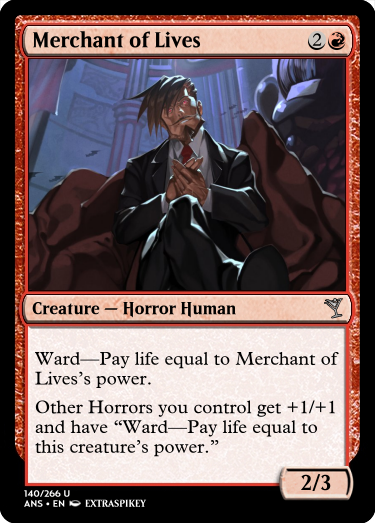 Merchant of Lives 2
Creature — Horror Human
Ward—Pay life equal to Merchant of
Lives's power.
Other Horrors you control get +1/+1
and have “Ward—Pay life equal to
this creature's power.”
2/3
140/266 U
ANS • EN EXTRASPIKEY